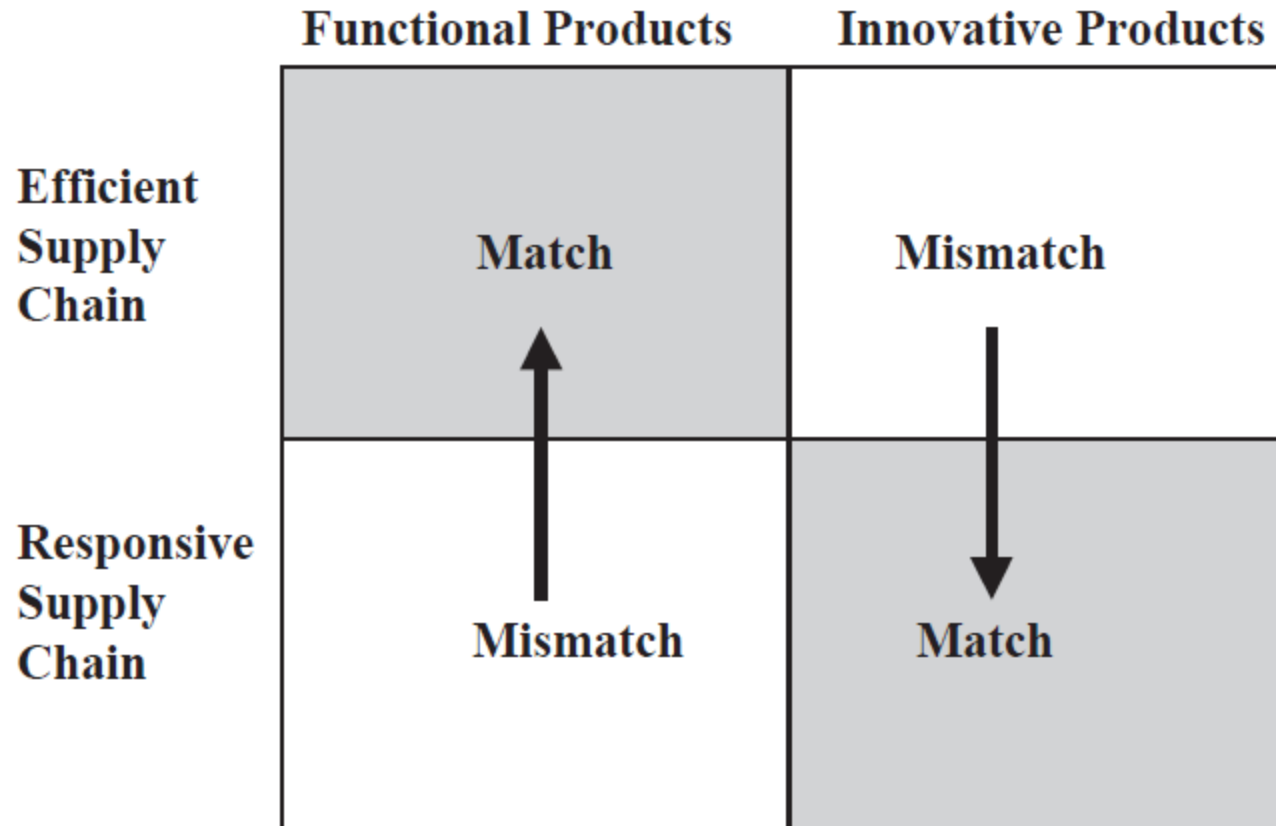 Functional Products
Innovative Products
Efficient
Supply
Chain
Match
Mismatch
Responsive
Supply
Chain
Mismatch
Match